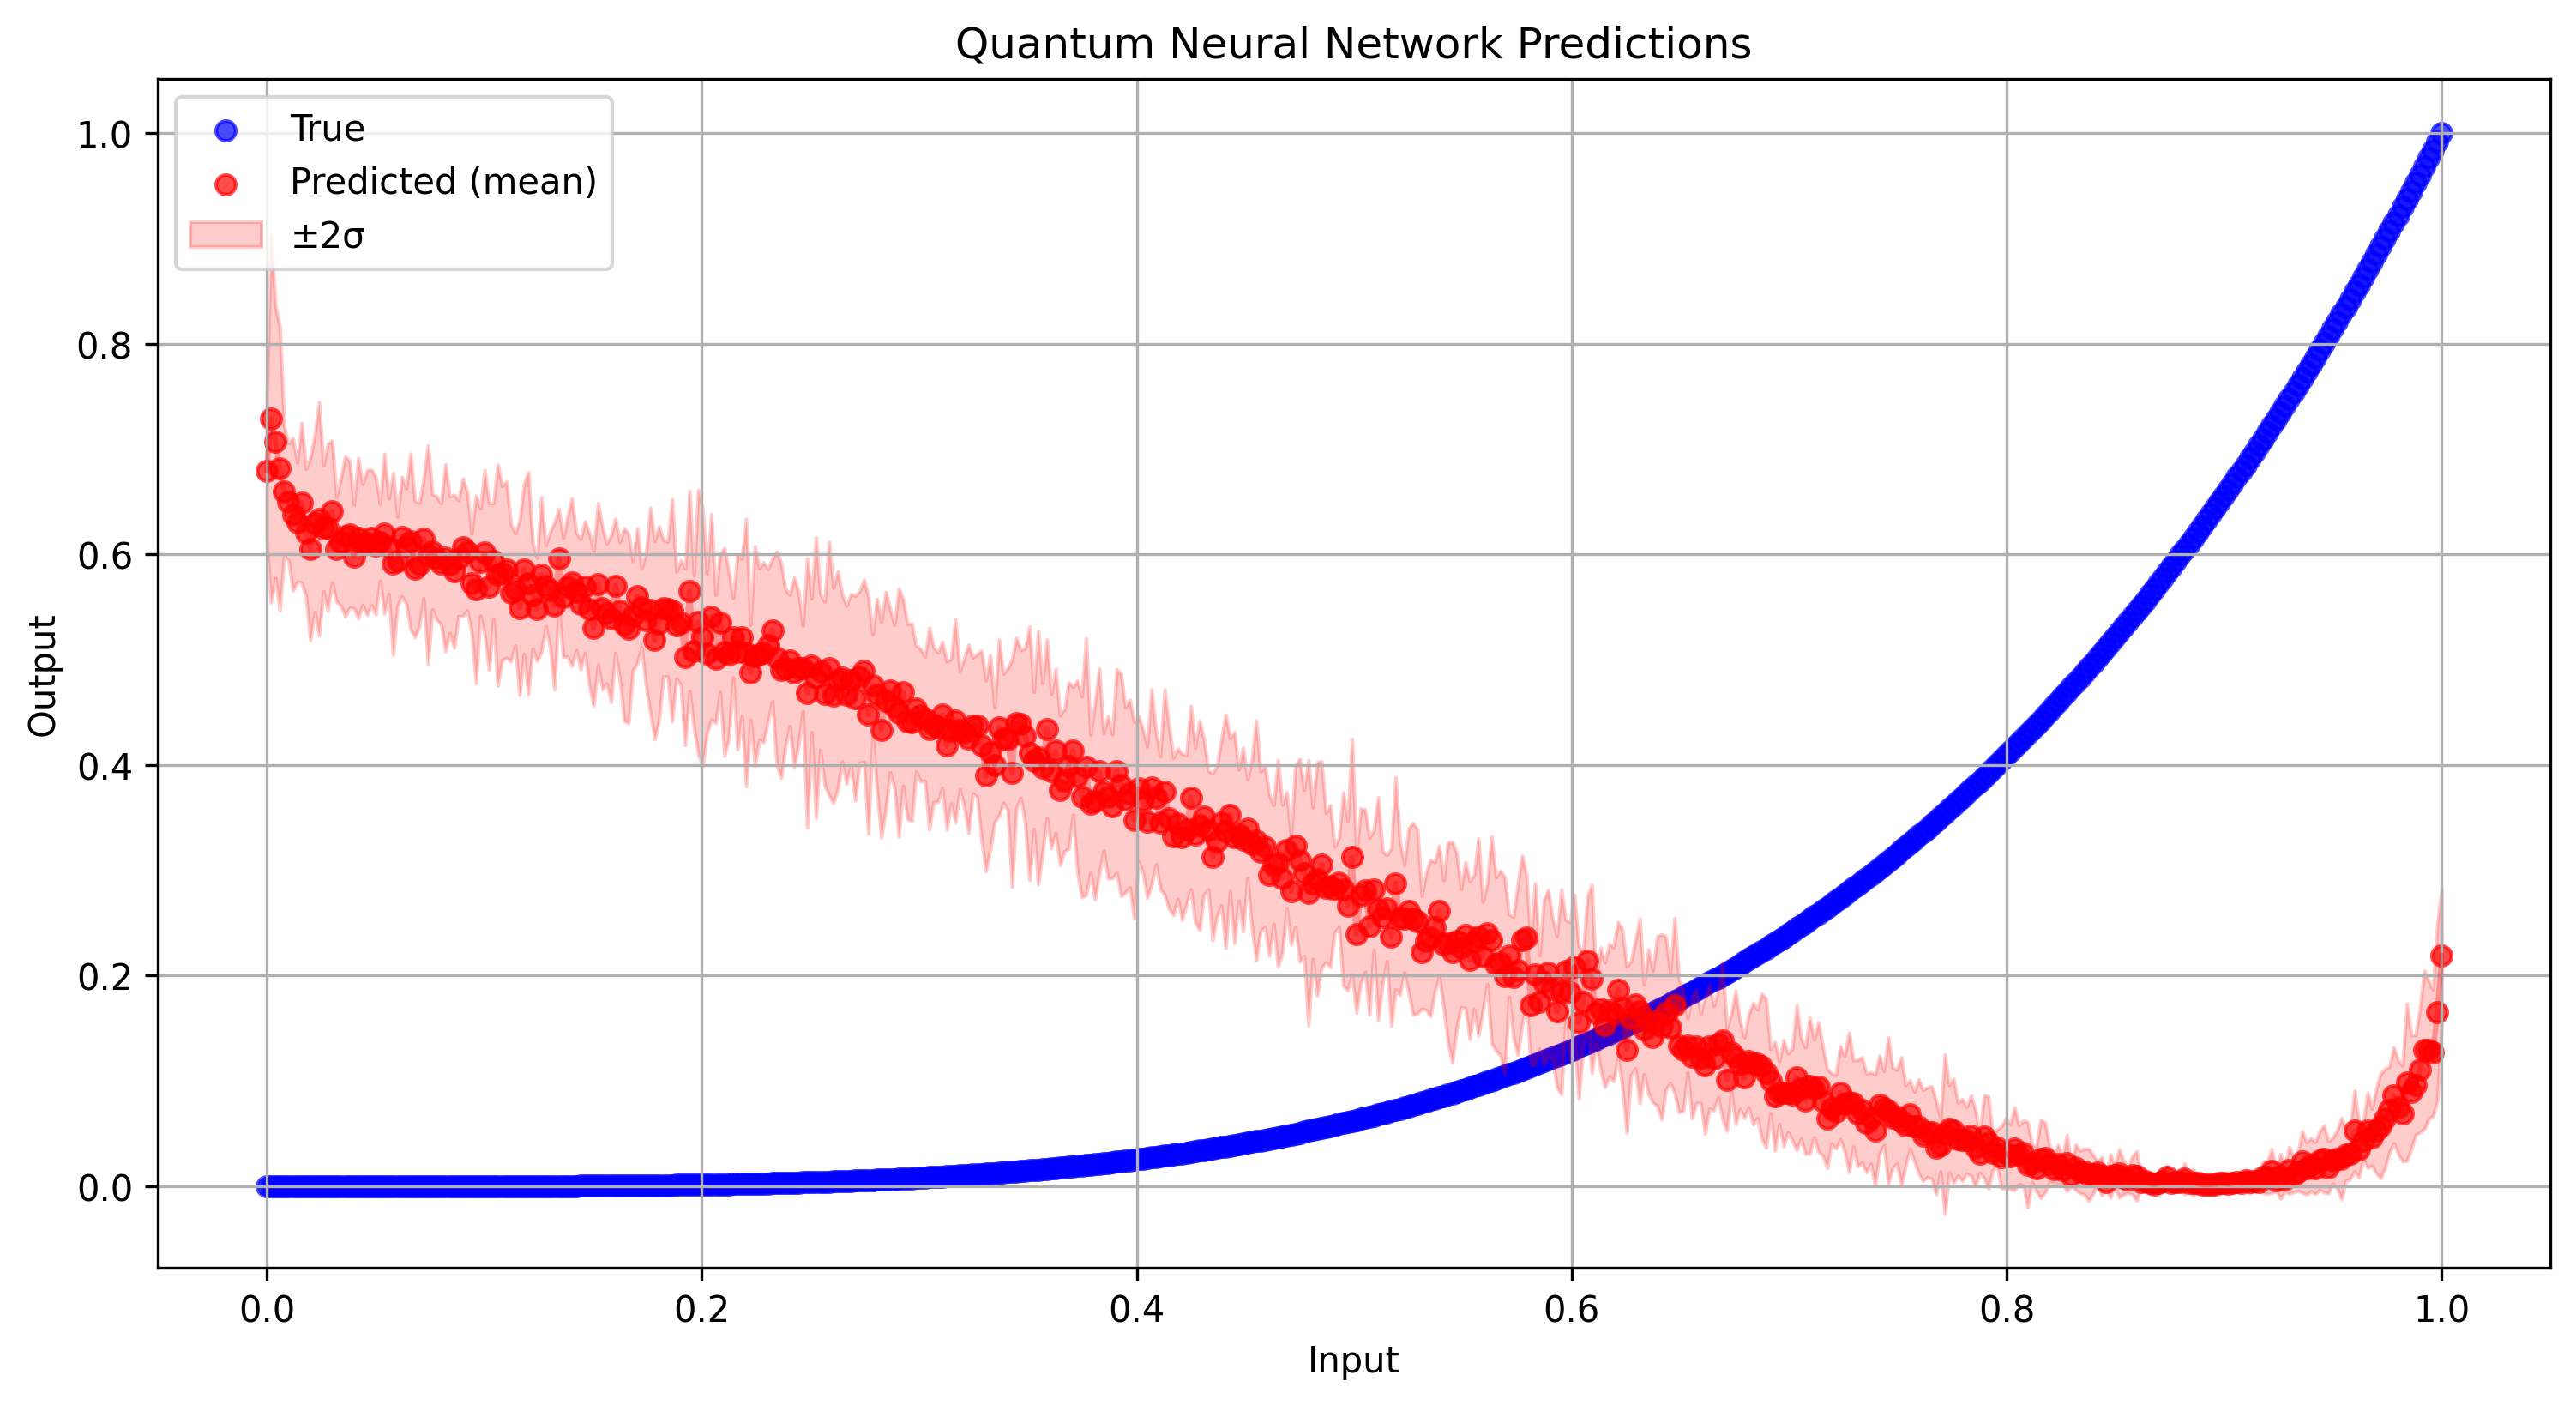 Quantum Neural Network Predictions
True
Predicted (mean)
±2σ
1.0
0.8
0.6
0.4
0.2
0.0
Output
0.0 0.2 0.4 0.6 0.8 1.0
Input